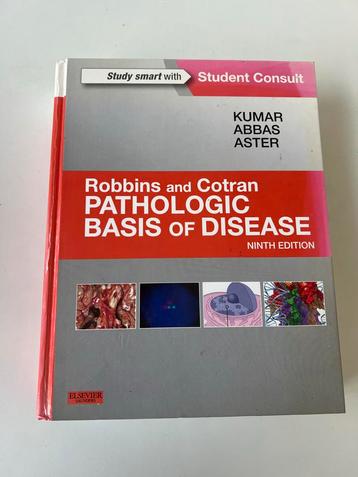 Study smart with Student Consult
KUMAR
ABBAS
ASTER
Robbins and Cotran
PATHOLOGIC
BASIS OF DISEASE
NINTH EDITION
ELSEVIER
SAUNDERS